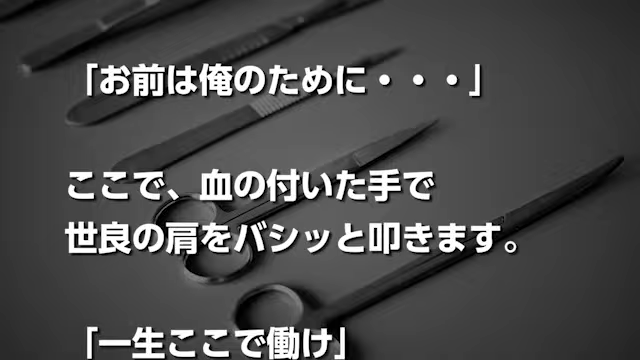 「お前は俺のために・・・」
ここで、血の付いた手で
世良の肩をバシッと叩きます。
「一生ここで働け」